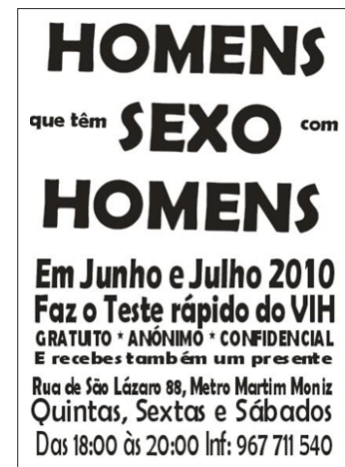 HOMENS
que têm SEXO com
HOMENS
Em Junho e Julho 2010
Faz o Teste rápido do VIH
GRATUITO * ANÓNIMO * CONFIDENCIAL
E recebes também um presente
Rua de São Lázaro 88, Metro Martim Moniz
Quintas, Sextas e Sábados
Das 18:00 às 20:00 Inf: 967 711 540